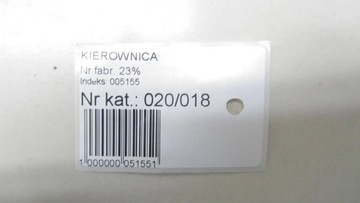 KIEROWNICA
Nr fabr. 23%
Indeks: 005155
Nr kat.: 020/018
1 000000 051551